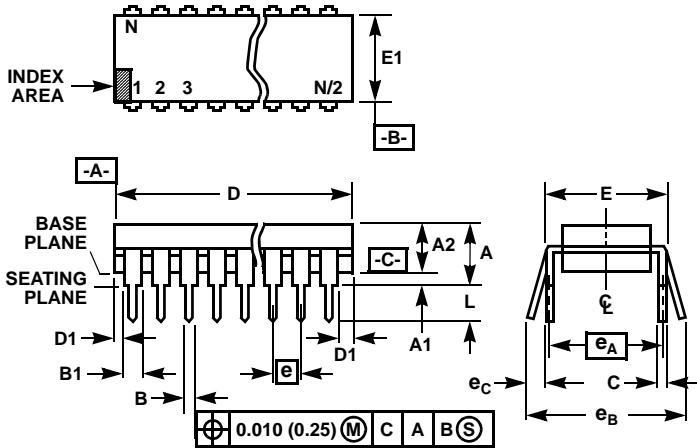 N
E1
INDEX
AREA
1 2 3 N/2
-B-
-A-
D
E
BASE
PLANE
A2 A
-C-
SEATING
PLANE
L
C
L
D1
A1
D1
eA
B1
e
eC
C
B
eB
0.010 (0.25) M C A B S